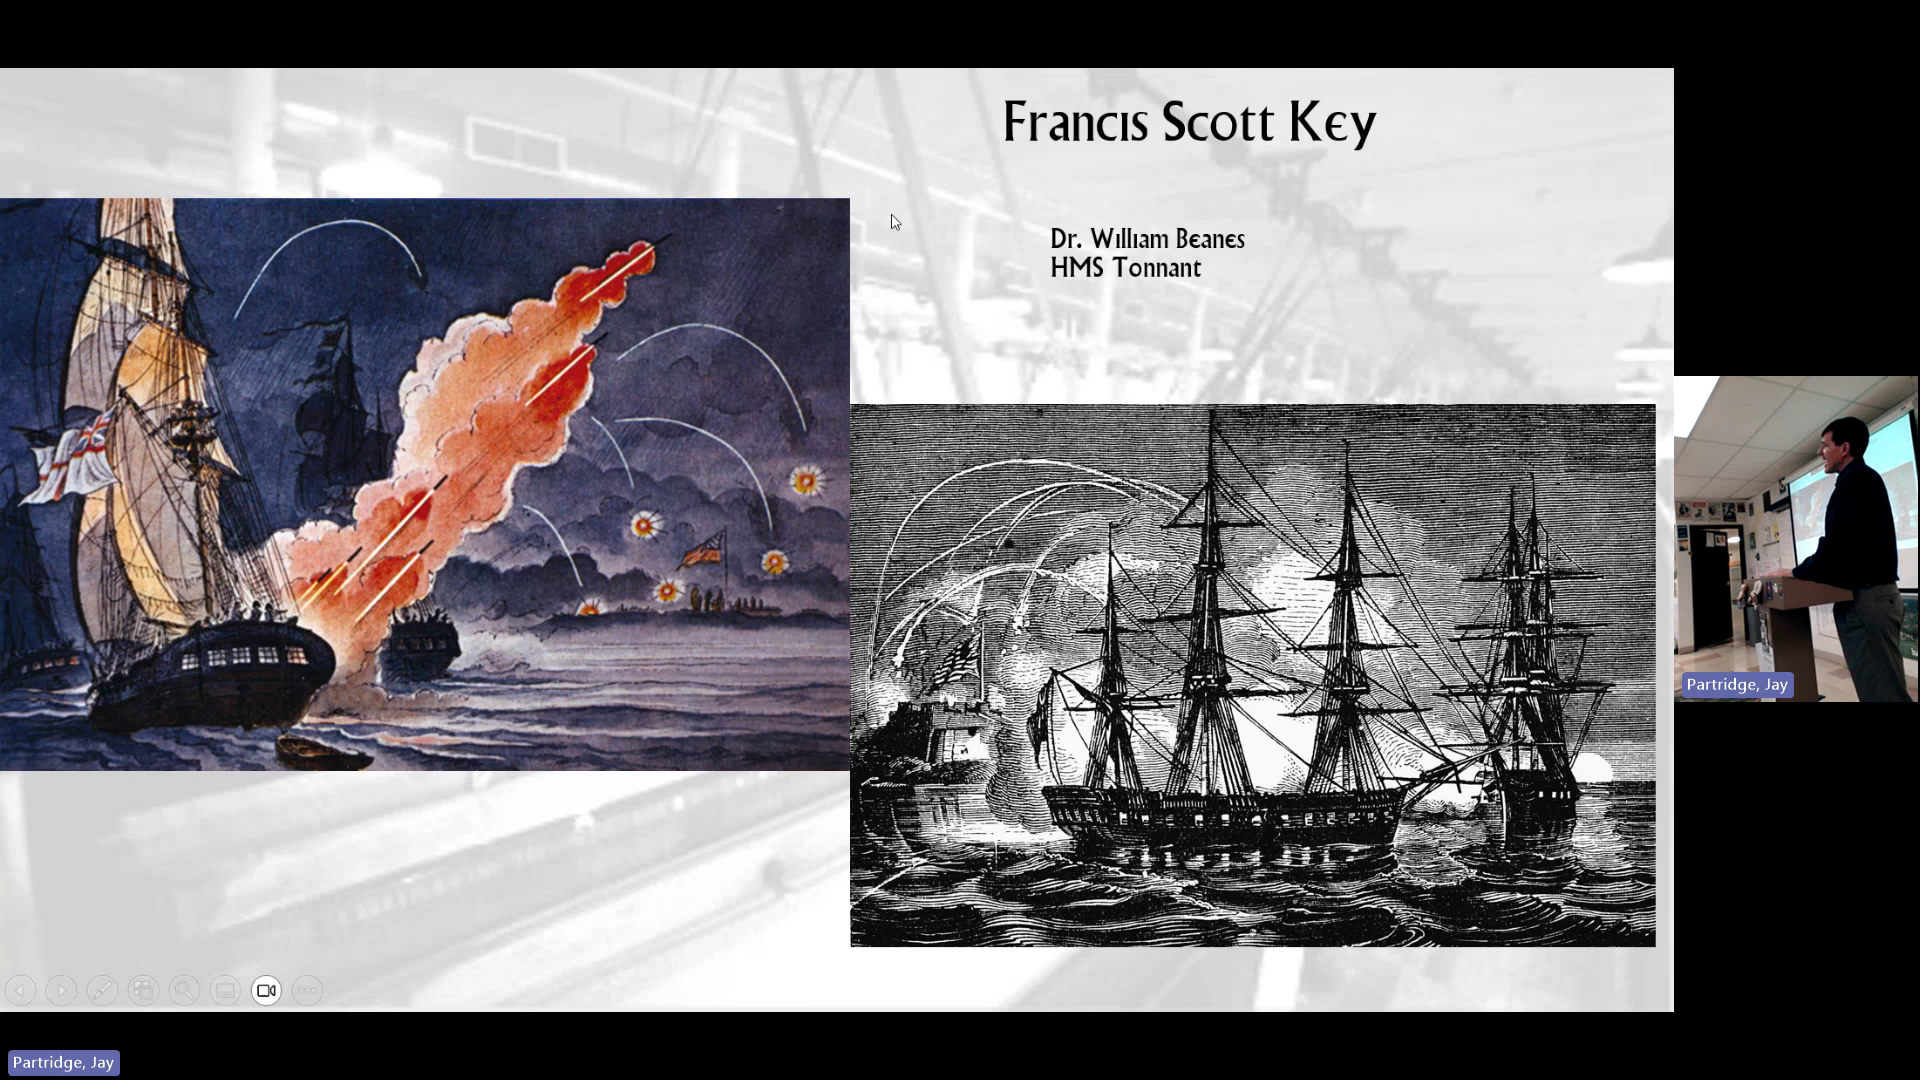 Francis Scott Key
Dr. William Beanes
HMS Tonnant
Partridge, Jay
Partridge, Jay